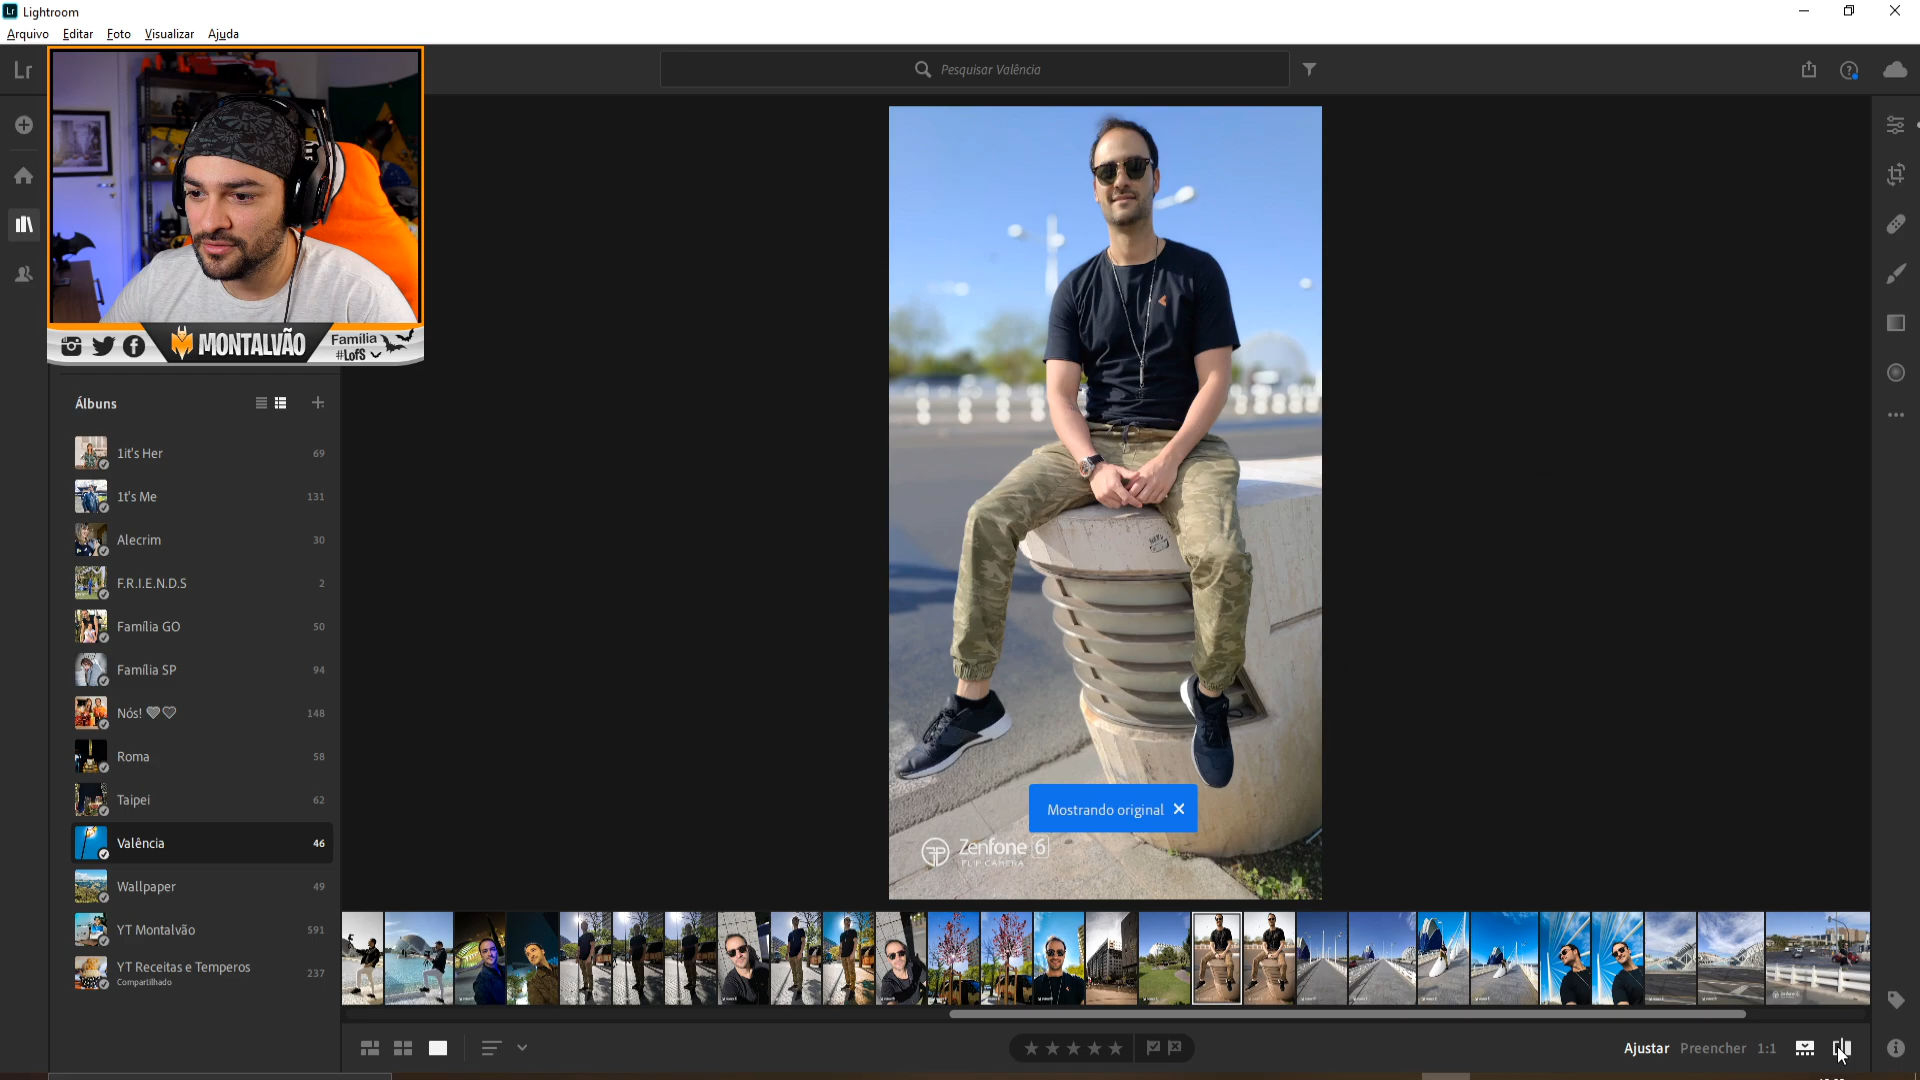 Lr Lightroom
Arquivo Editar Foto Visualizar Ajuda
Lr
Pesquisar Valência
MONTALVÃO
Família
#LofS
Álbuns
1it's Her 69
1t's Me 131
Alecrim 30
F.R.I.E.N.D.S 2
Família GO 50
Família SP 94
Nós! 148
Roma 58
Taipei 62
Valência 46
Wallpaper 49
YT Montalvão 591
YT Receitas e Temperos 237
Compartilhado
Mostrando original
Zenfone 6
FLIP CAMERA
Ajustar Preencher 1:1